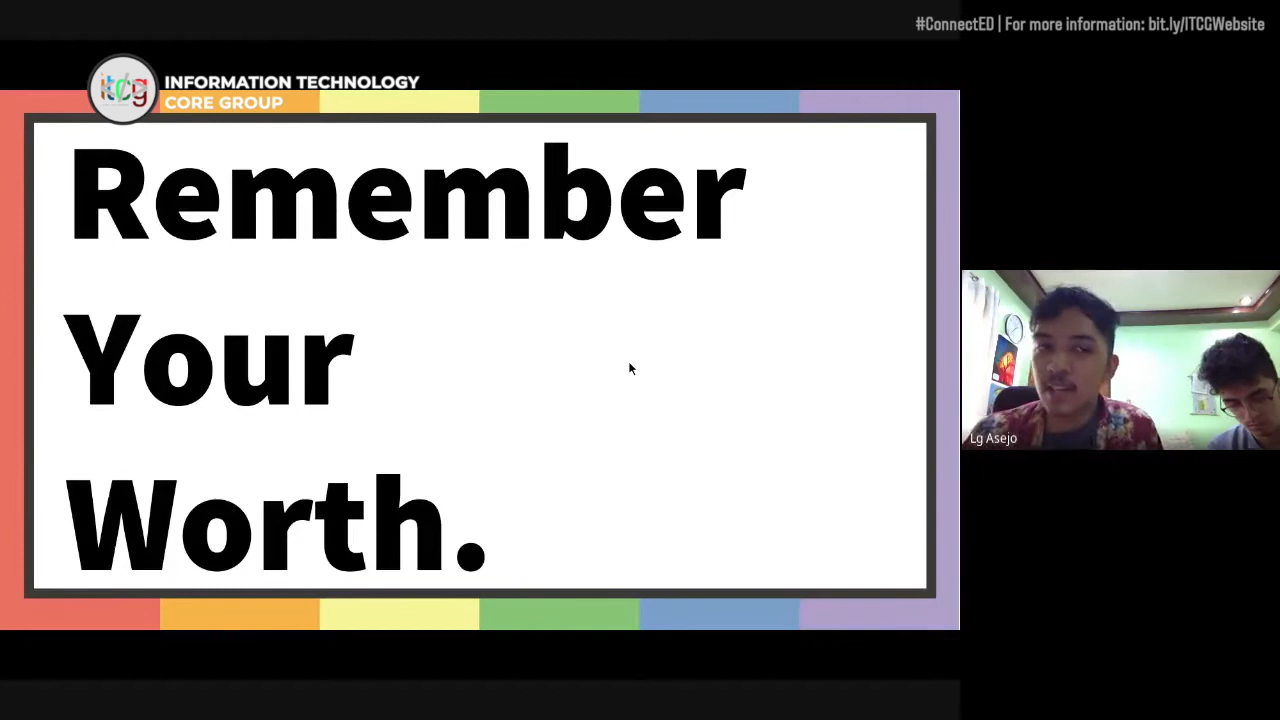 #ConnectED | For more information: bit.ly/ITCGWebsite
itcg
INFORMATION TECHNOLOGY
CORE GROUP
Remember
Your
Worth.
Lg Asejo